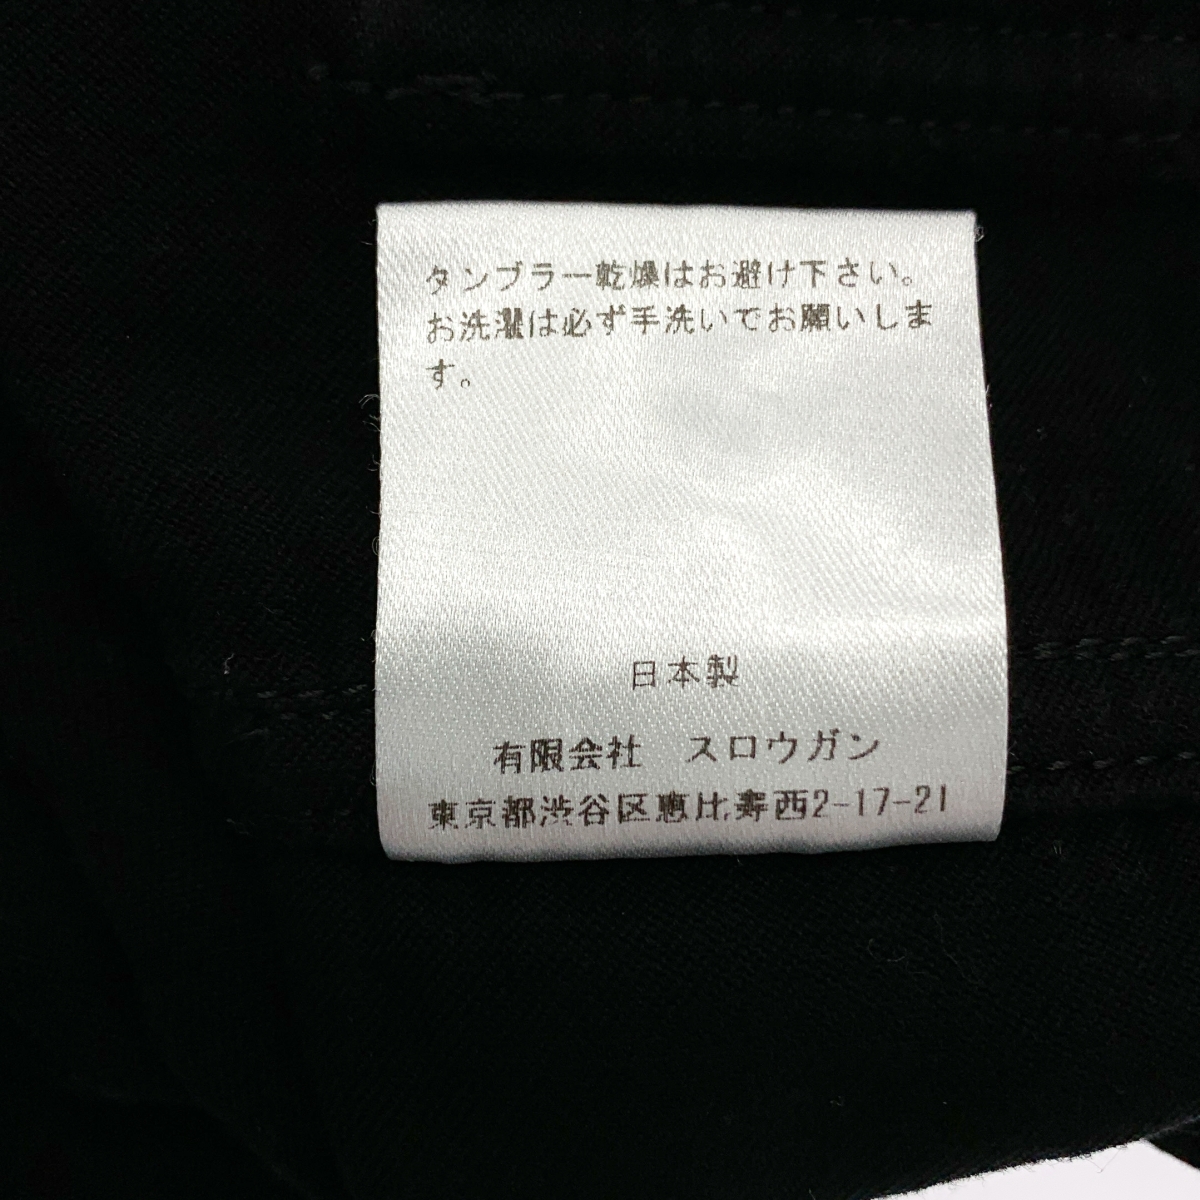 タンブラー乾燥はお避け下さい。
お洗濯は必ず手洗いでお願いしま
す。
日本製
有限会社　スロウガン
東京都渋谷区恵比寿西2-17-21